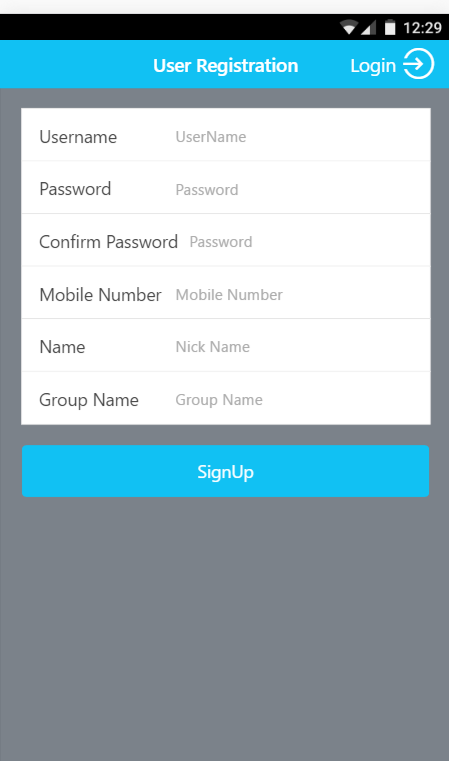 12:29
User Registration Login
Username UserName
Password Password
Confirm Password Password
Mobile Number Mobile Number
Name Nick Name
Group Name Group Name
SignUp